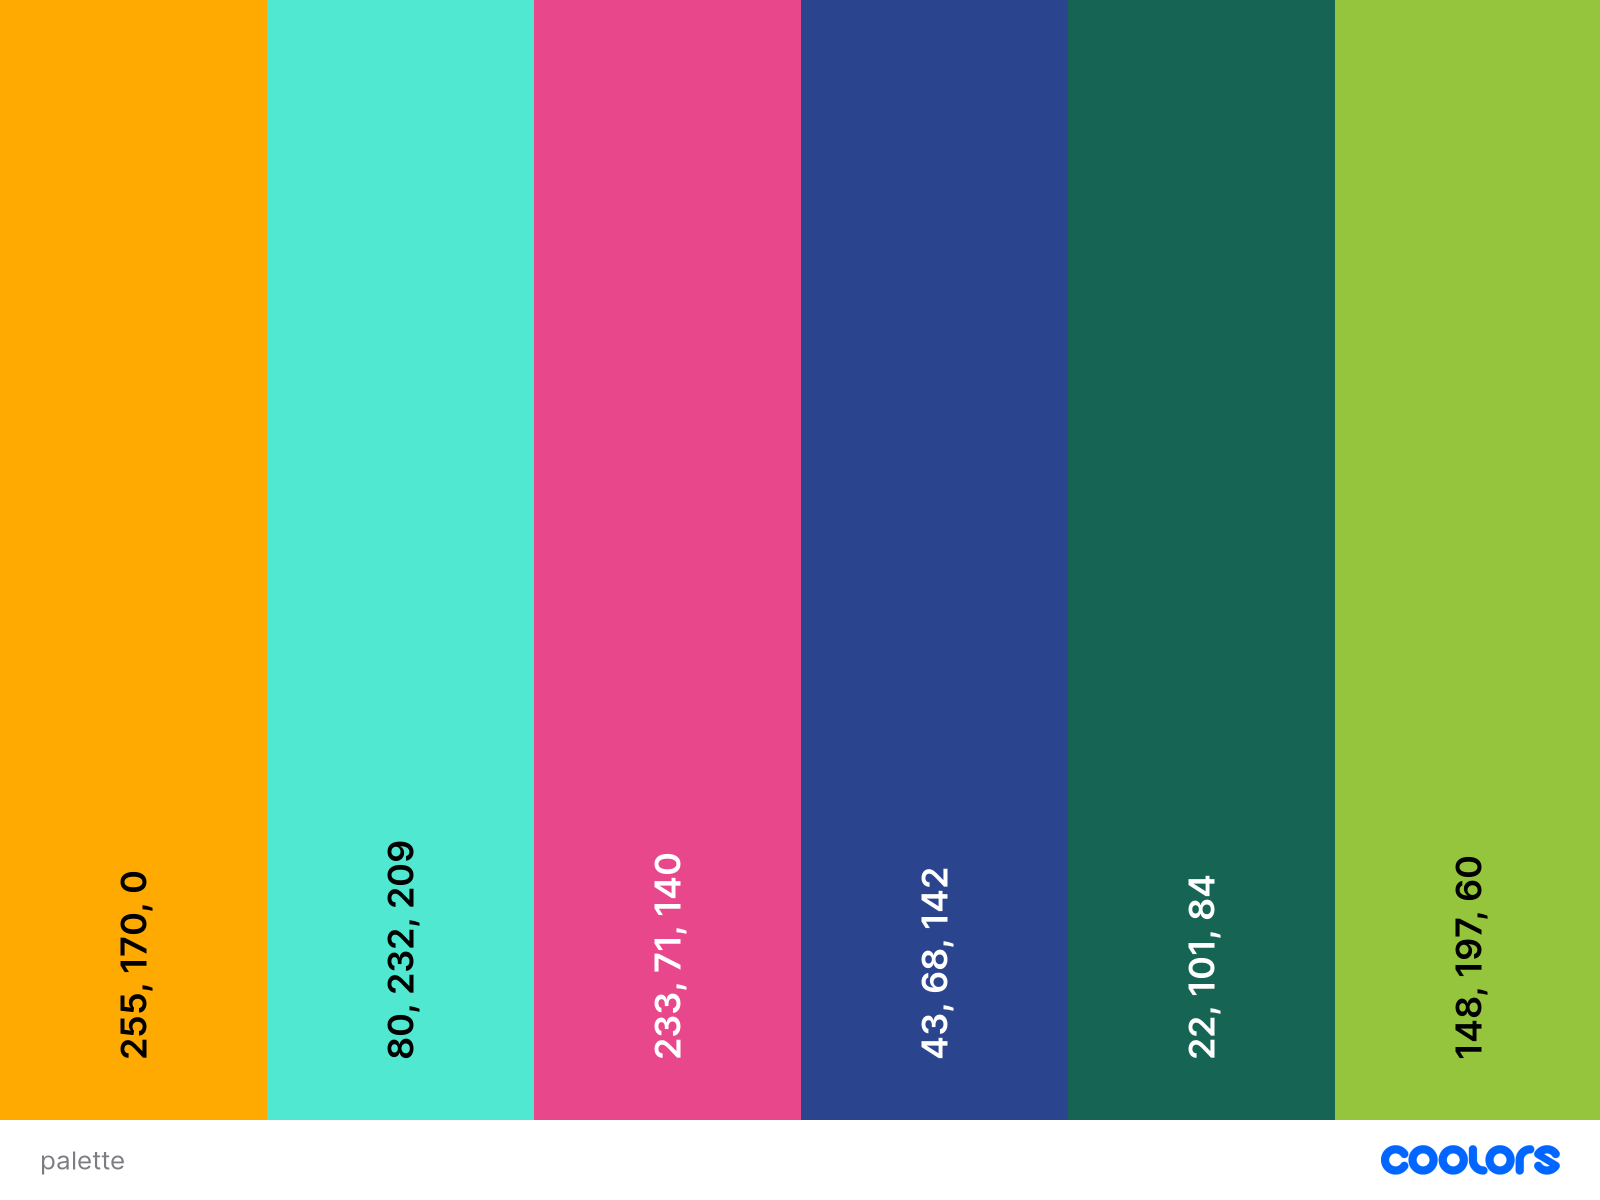 255, 170, 0
80, 232, 209
233, 71, 140
43, 68, 142
22, 101, 84
148, 197, 60
palette
coolors